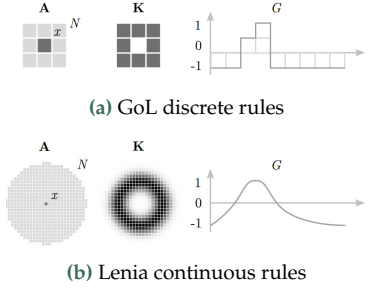 A N K G
x
1
0
-1
(a) GoL discrete rules
A N K G
x
1
0
-1
(b) Lenia continuous rules